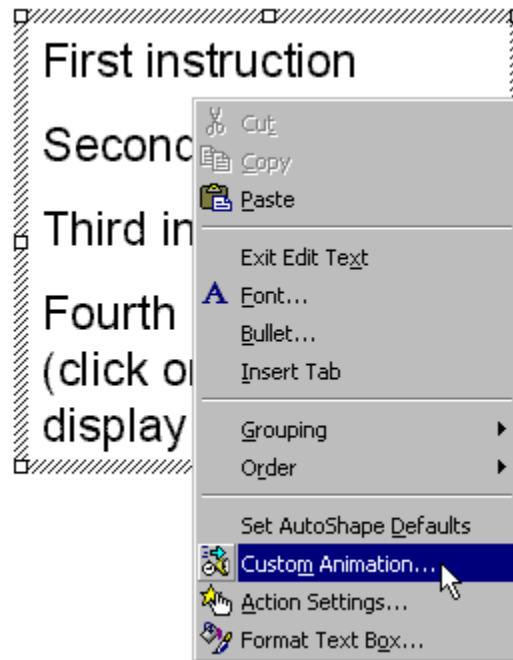 First instruction
Second
Third in
Fourth
(click or
display
Cut
Copy
Paste
Exit Edit Text
Font...
Bullet...
Insert Tab
Grouping
Order
Set AutoShape Defaults
Custom Animation...
Action Settings...
Format Text Box...